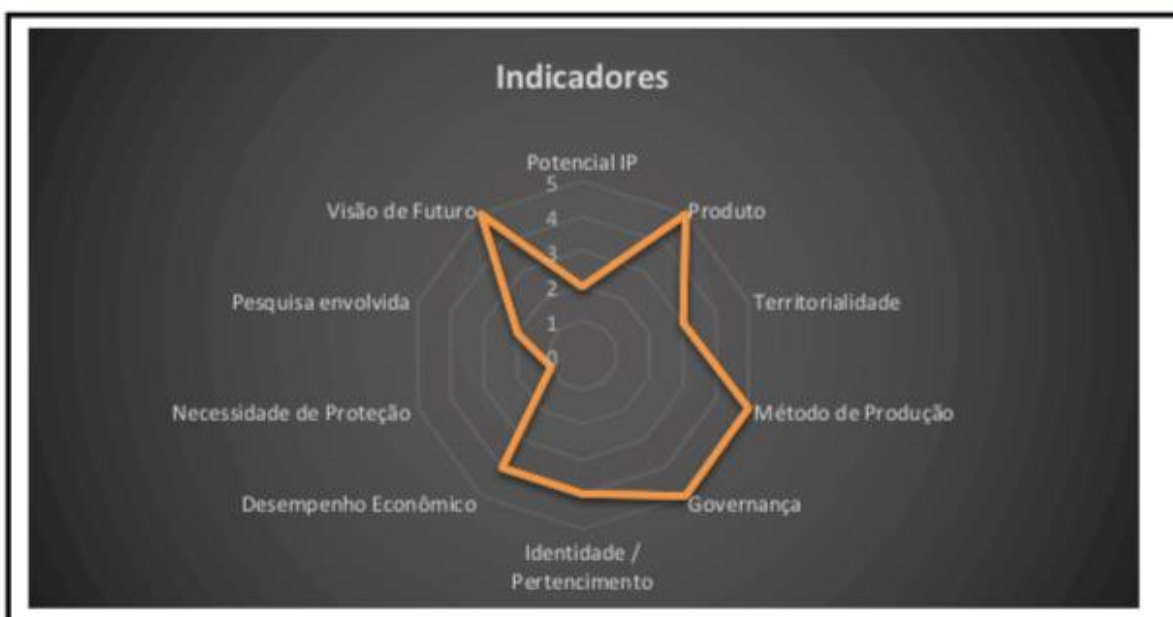 Indicadores
Potencial IP
5
Visão de Futuro
Produto
4
3
Pesquisa envolvida
Territorialidade
2
1
0
Necessidade de Proteção
Método de Produção
Desempenho Econômico
Governança
Identidade /
Pertencimento